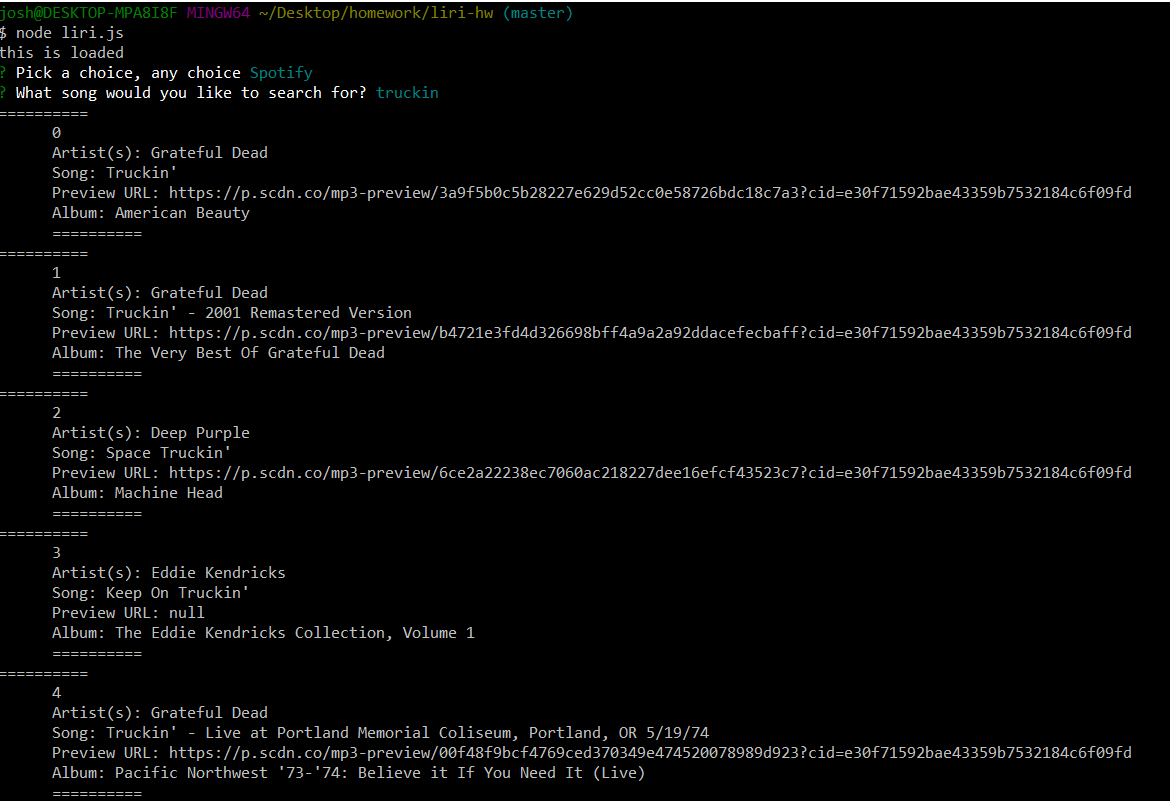 josh@DESKTOP-MPA8I8F MINGW64 ~/Desktop/homework/liri-hw (master)
$ node liri.js
this is loaded
? Pick a choice, any choice Spotify
? What song would you like to search for? truckin
==========
0
Artist(s): Grateful Dead
Song: Truckin'
Preview URL: https://p.scdn.co/mp3-preview/3a9f5b0c5b28227e629d52cc0e58726bdc18c7a3?cid=e30f71592bae43359b7532184c6f09fd
Album: American Beauty
==========
==========
1
Artist(s): Grateful Dead
Song: Truckin' - 2001 Remastered Version
Preview URL: https://p.scdn.co/mp3-preview/b4721e3fd4d326698bff4a9a2a92ddacefecbaff?cid=e30f71592bae43359b7532184c6f09fd
Album: The Very Best Of Grateful Dead
==========
==========
2
Artist(s): Deep Purple
Song: Space Truckin'
Preview URL: https://p.scdn.co/mp3-preview/6ce2a22238ec7060ac218227dee16efcf43523c7?cid=e30f71592bae43359b7532184c6f09fd
Album: Machine Head
==========
==========
3
Artist(s): Eddie Kendricks
Song: Keep On Truckin'
Preview URL: null
Album: The Eddie Kendricks Collection, Volume 1
==========
==========
4
Artist(s): Grateful Dead
Song: Truckin' - Live at Portland Memorial Coliseum, Portland, OR 5/19/74
Preview URL: https://p.scdn.co/mp3-preview/00f48f9bcf4769ced370349e474520078989d923?cid=e30f71592bae43359b7532184c6f09fd
Album: Pacific Northwest '73-'74: Believe it If You Need It (Live)
==========